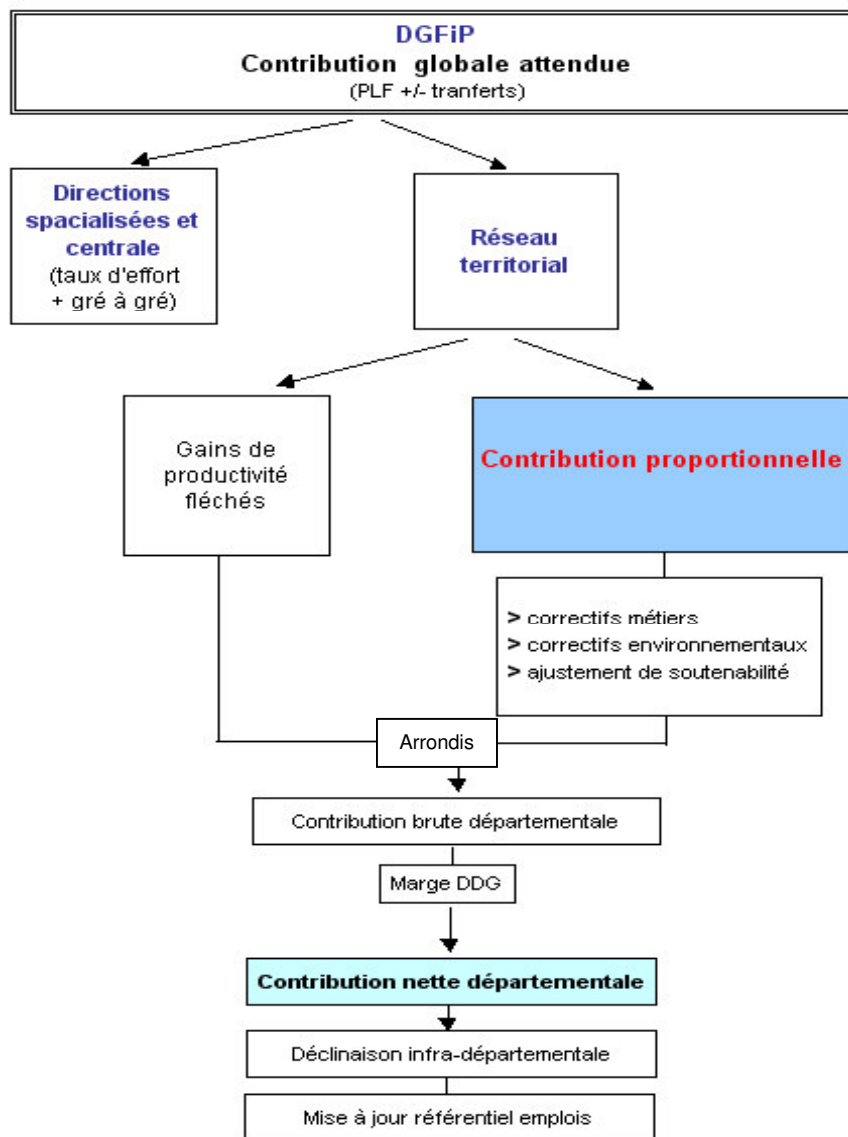 DGFiP
Contribution globale attendue
(PLF +/- tranferts)
Directions
spacialisées et
centrale
(taux d'effort
+ gré à gré)
Réseau
territorial
Gains de
productivité
fléchés
Contribution proportionnelle
> correctifs métiers
> correctifs environnementaux
> ajustement de soutenabilité
Arrondis
Contribution brute départementale
Marge DDG
Contribution nette départementale
Déclinaison infra-départementale
Mise à jour référentiel emplois